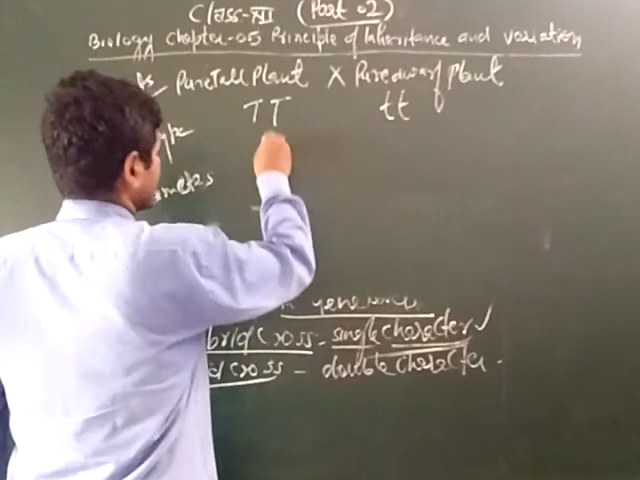 Class-XII (Part 02)
Biology Chapter-05 Principle of Inheritance and variation
Pure Tall Plant X Pure dwarf Plant
TT tt
brid Cross - single character ✓
d Cross - double character.